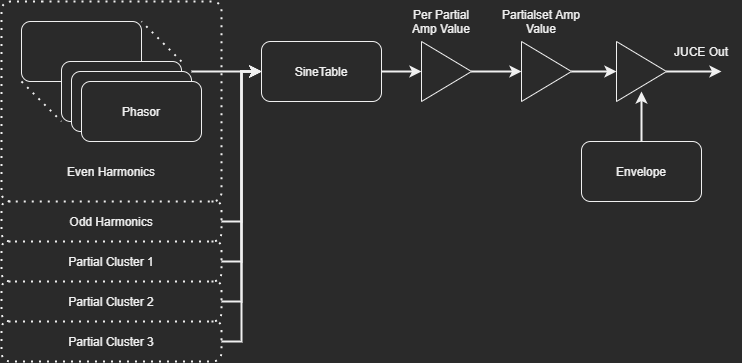 Per Partial
Amp Value
Partialset Amp
Value
JUCE Out
SineTable
Phasor
Even Harmonics
Envelope
Odd Harmonics
Partial Cluster 1
Partial Cluster 2
Partial Cluster 3